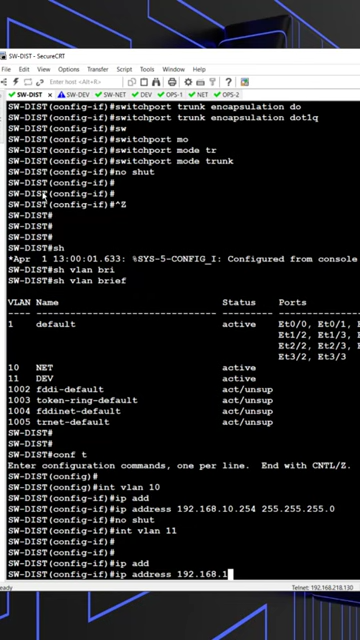 SW-DIST - SecureCRT
File Edit View Options Transfer Script Tools Window Help
Enter host <Alt+R>
SW-DIST SW-DEV SW-NET DEV OPS-1 NET OPS-2
SW-DIST(config-if)#switchport trunk encapsulation do
SW-DIST(config-if)#switchport trunk encapsulation dot1q
SW-DIST(config-if)#sw
SW-DIST(config-if)#switchport mo
SW-DIST(config-if)#switchport mode tr
SW-DIST(config-if)#switchport mode trunk
SW-DIST(config-if)#no shut
SW-DIST(config-if)#
SW-DIST(config-if)#
SW-DIST(config-if)#^Z
SW-DIST#
SW-DIST#
SW-DIST#sh
*Apr 1 13:00:01.633: %SYS-5-CONFIG_I: Configured from console
SW-DIST#sh vlan bri
SW-DIST#sh vlan brief
VLAN Name Status Ports
1 default active Et0/0, Et0/1,
Et1/2, Et1/3,
Et2/2, Et2/3,
Et3/2, Et3/3
10 NET active
11 DEV active
1002 fddi-default act/unsup
1003 token-ring-default act/unsup
1004 fddinet-default act/unsup
1005 trnet-default act/unsup
SW-DIST#
SW-DIST#
SW-DIST#conf t
Enter configuration commands, one per line. End with CNTL/Z.
SW-DIST(config)#
SW-DIST(config)#int vlan 10
SW-DIST(config-if)#ip add
SW-DIST(config-if)#ip address 192.168.10.254 255.255.255.0
SW-DIST(config-if)#no shut
SW-DIST(config-if)#int vlan 11
SW-DIST(config-if)#
SW-DIST(config-if)#
SW-DIST(config-if)#ip add
SW-DIST(config-if)#ip address 192.168.1
Ready Telnet: 192.168.218.130